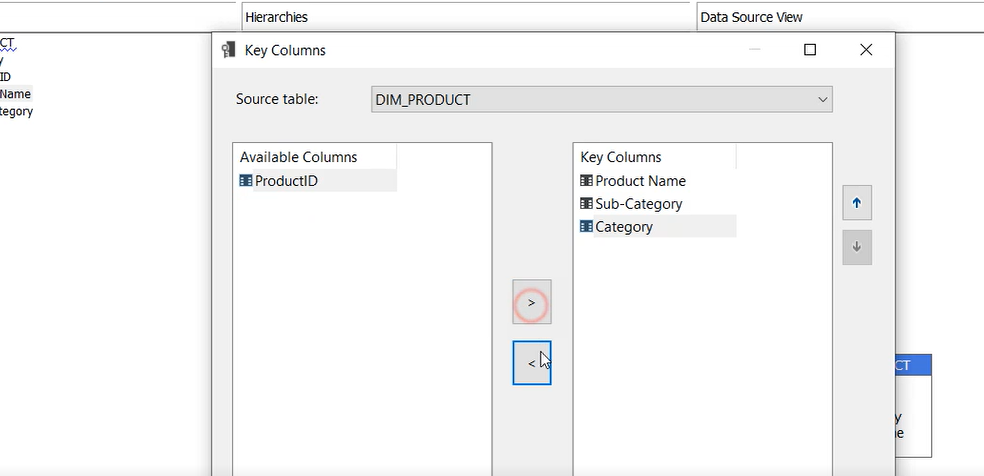 Hierarchies
Data Source View
CT
y
ID
Name
tegory
Key Columns
Source table:
DIM_PRODUCT
Available Columns
ProductID
Key Columns
Product Name
Sub-Category
Category
>
<
CT
y
e